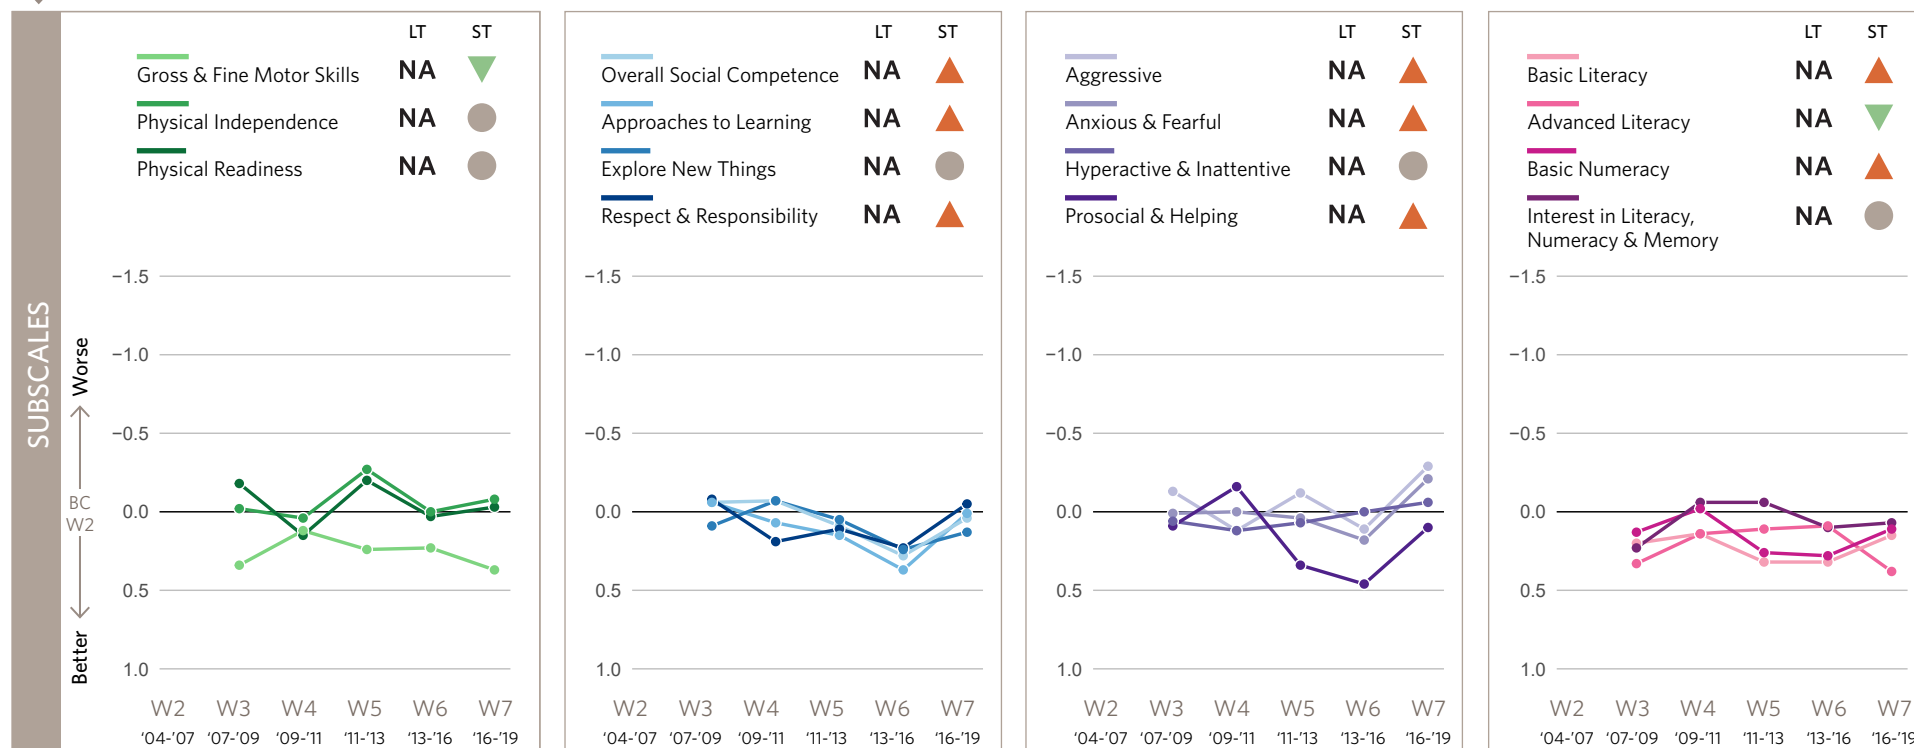 SUBSCALES
Worse
BC
W2
Better
LT ST
Gross & Fine Motor Skills NA
Physical Independence NA
Physical Readiness NA
−1.5
−1.0
−0.5
0.0
0.5
1.0
W2 W3 W4 W5 W6 W7
‘04-’07 ‘07-’09 ‘09-’11 ‘11-’13 ‘13-’16 ‘16-’19
LT ST
Overall Social Competence NA
Approaches to Learning NA
Explore New Things NA
Respect & Responsibility NA
−1.5
−1.0
−0.5
0.0
0.5
1.0
W2 W3 W4 W5 W6 W7
‘04-’07 ‘07-’09 ‘09-’11 ‘11-’13 ‘13-’16 ‘16-’19
LT ST
Aggressive NA
Anxious & Fearful NA
Hyperactive & Inattentive NA
Prosocial & Helping NA
−1.5
−1.0
−0.5
0.0
0.5
1.0
W2 W3 W4 W5 W6 W7
‘04-’07 ‘07-’09 ‘09-’11 ‘11-’13 ‘13-’16 ‘16-’19
LT ST
Basic Literacy NA
Advanced Literacy NA
Basic Numeracy NA
Interest in Literacy, NA
Numeracy & Memory
−1.5
−1.0
−0.5
0.0
0.5
1.0
W2 W3 W4 W5 W6 W7
‘04-’07 ‘07-’09 ‘09-’11 ‘11-’13 ‘13-’16 ‘16-’19